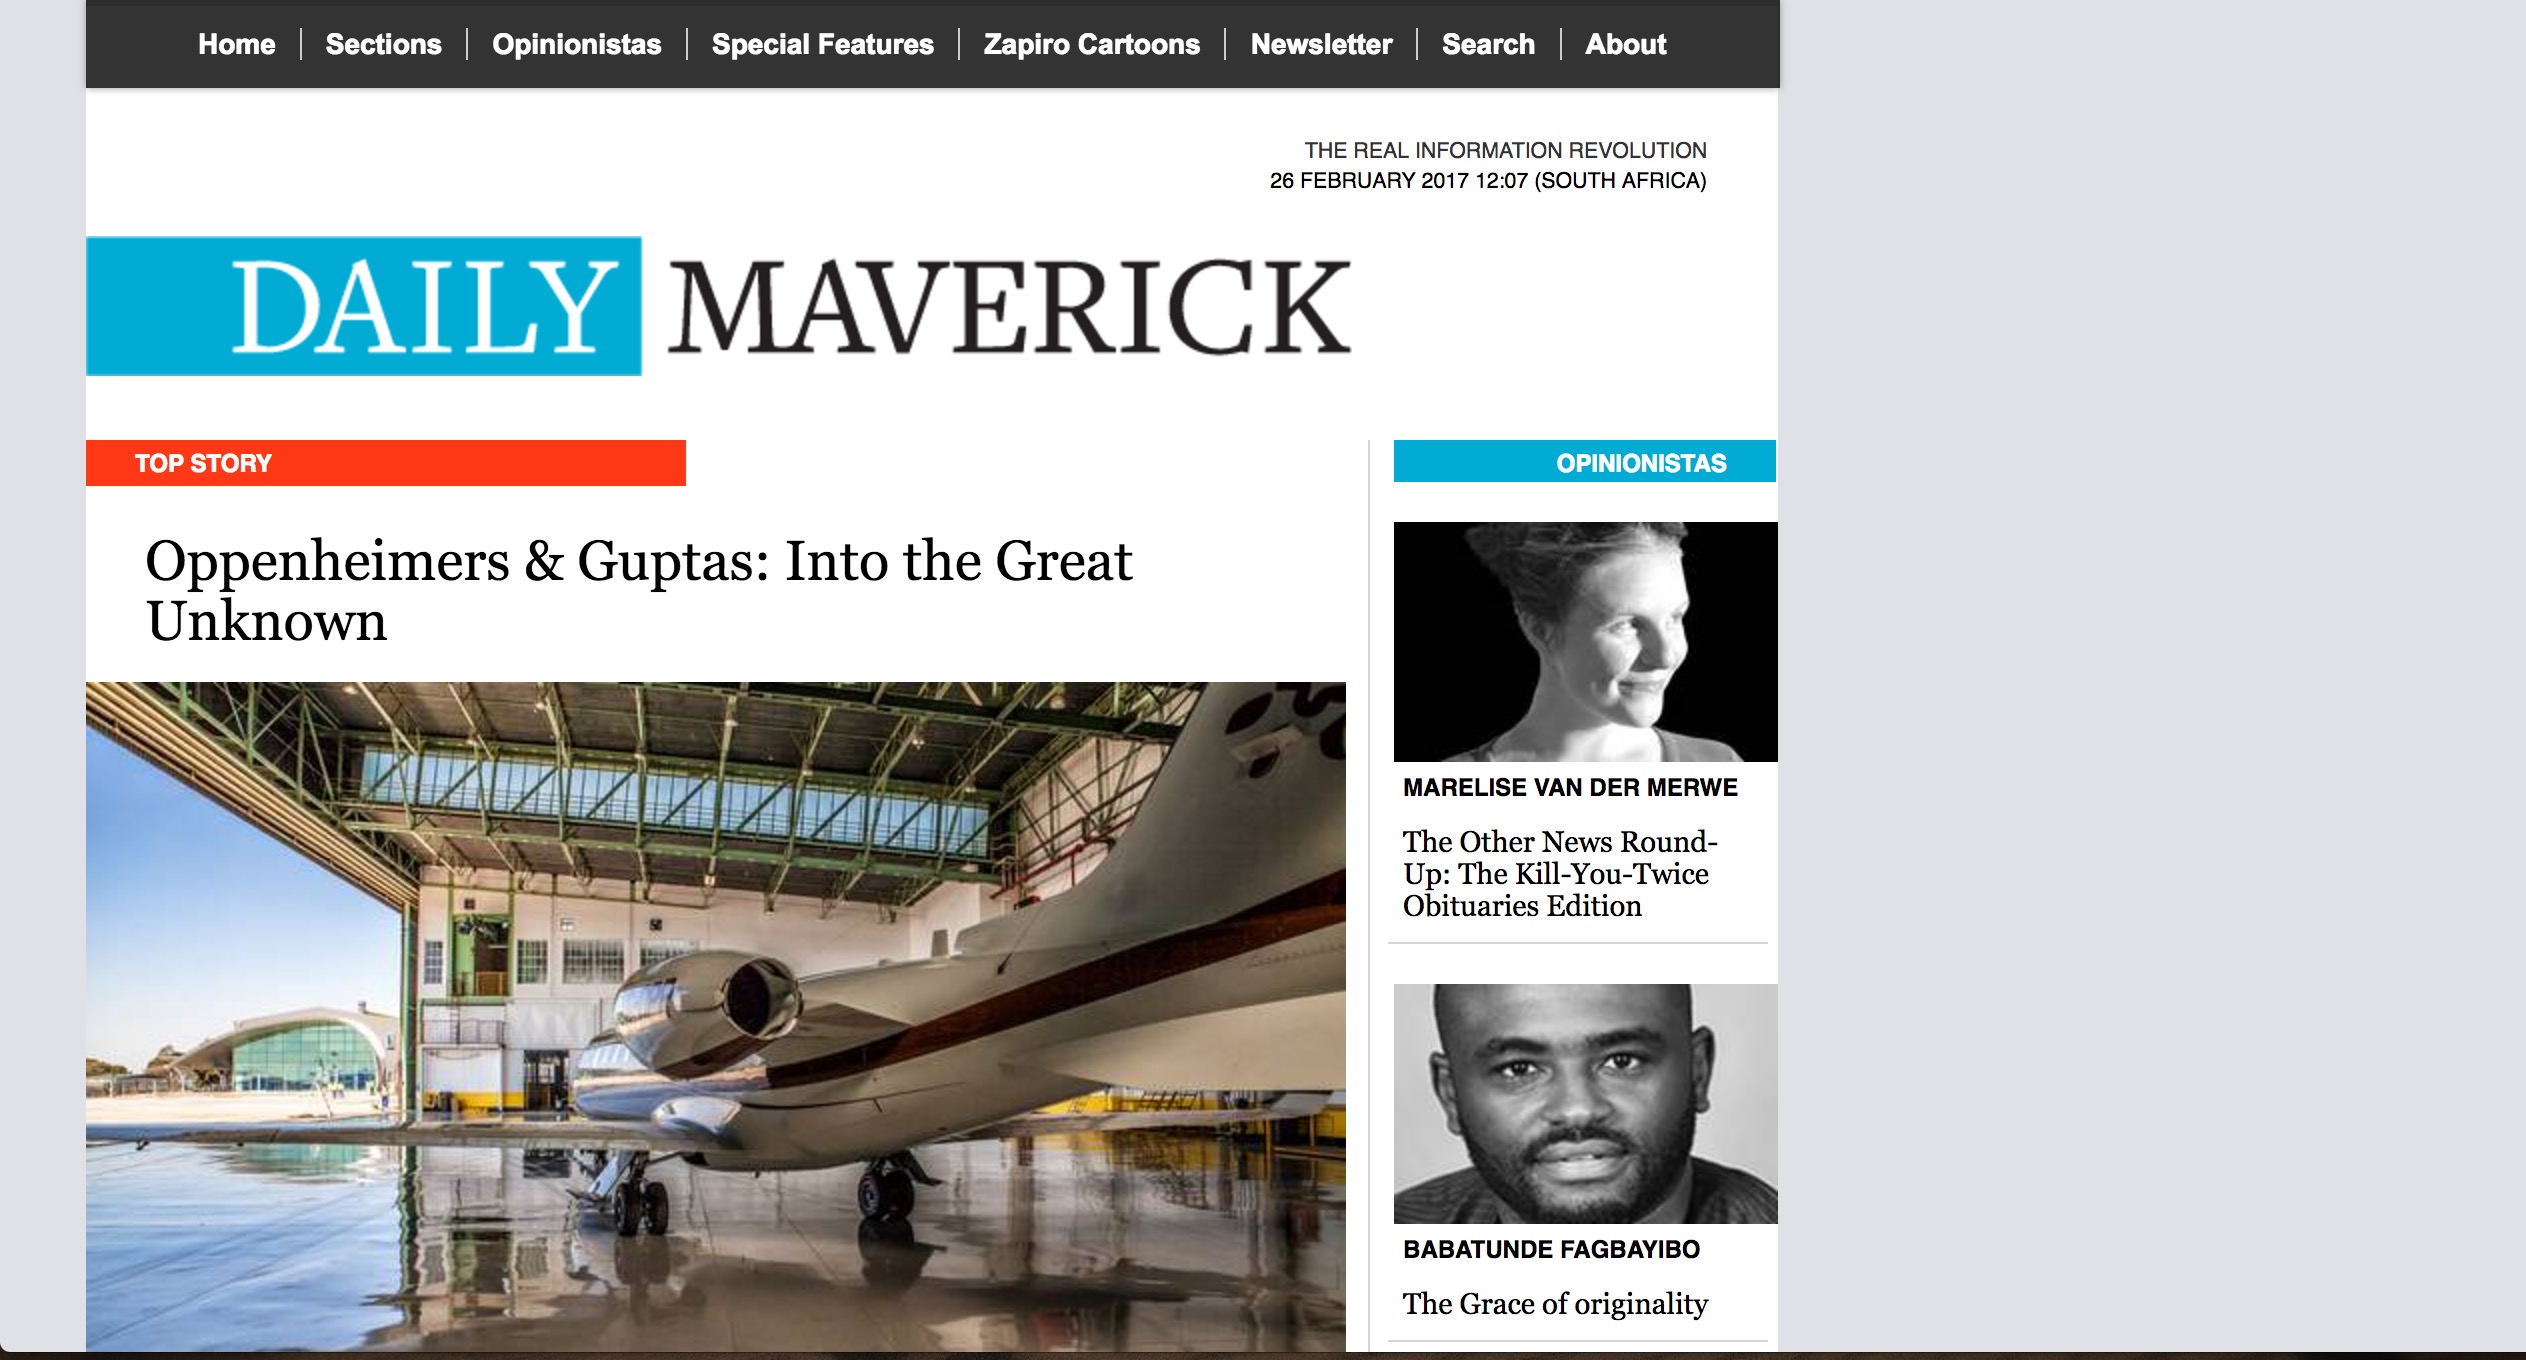 Home
Sections
Opinionistas
Special Features
Zapiro Cartoons
Newsletter
Search
About
THE REAL INFORMATION REVOLUTION
26 FEBRUARY 2017 12:07 (SOUTH AFRICA)
DAILY MAVERICK
TOP STORY
Oppenheimers & Guptas: Into the Great
Unknown
OPINIONISTAS
MARELISE VAN DER MERWE
The Other News Round-
Up: The Kill-You-Twice
Obituaries Edition
BABATUNDE FAGBAYIBO
The Grace of originality